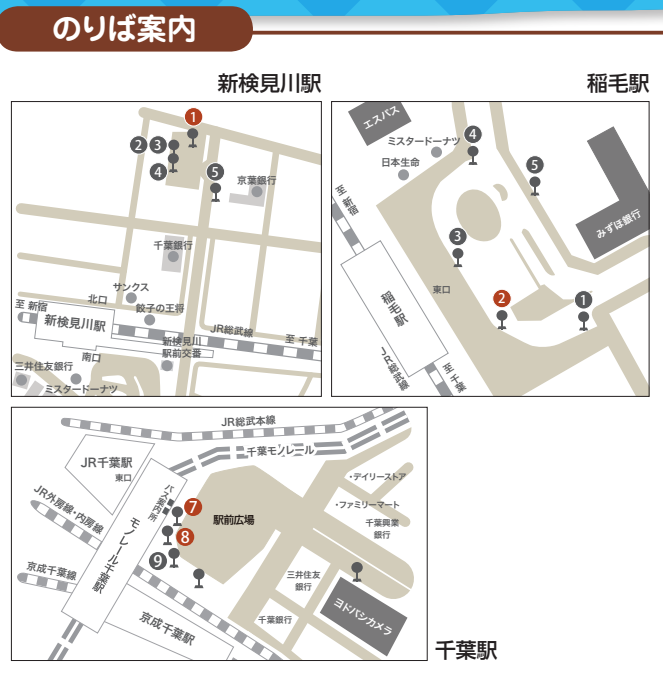 のりば案内
新検見川駅
1
2 3
4
5
京葉銀行
千葉銀行
サンクス
北口
餃子の王将
至 新宿
新検見川駅
JR総武線
至 千葉
南口
新検見川
駅前交番
三井住友銀行
ミスタードーナツ
稲毛駅
エスパス
ミスタードーナツ
4
日本生命
5
至 新宿
みずほ銀行
3
東口
2
1
稲毛駅
JR総武線
至 千葉
JR総武本線
千葉モノレール
JR千葉駅
東口
バス案内所
・デイリーストア
7
駅前広場
・ファミリーマート
JR外房線・内房線
モノレール千葉駅
8
千葉興業
銀行
9
京成千葉線
三井住友
銀行
ヨドバシカメラ
京成千葉駅
千葉銀行
千葉駅